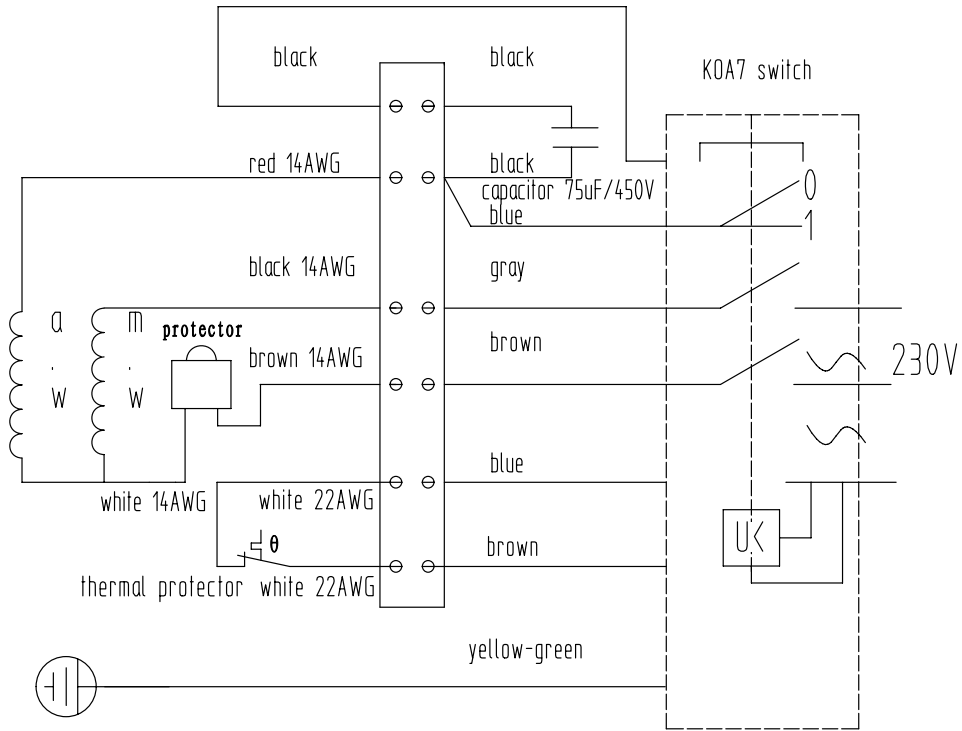 black
black
KOA7 switch
red 14AWG
black
capacitor 75uF/450V
0
blue
1
black 14AWG
gray
a.w
m.w
protector
brown
brown 14AWG
230V
blue
white 14AWG
white 22AWG
U<
θ
brown
thermal protector
white 22AWG
yellow-green